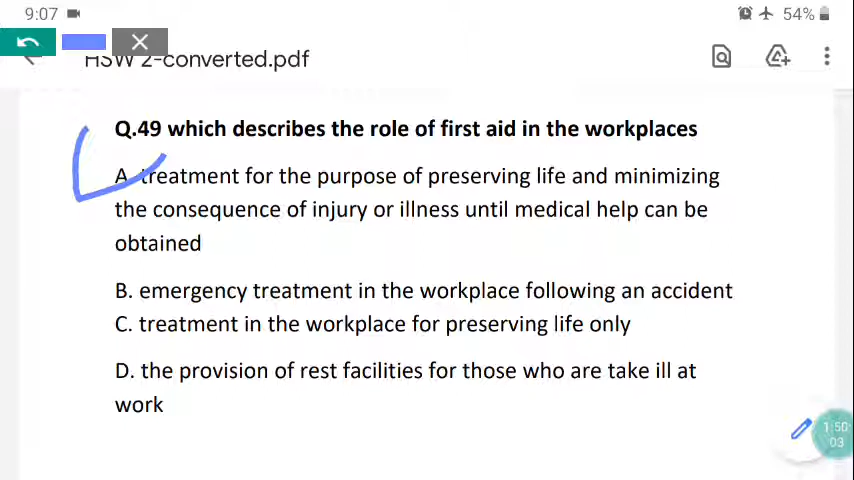 9:07
54%
HSW 2-converted.pdf
Q.49 which describes the role of first aid in the workplaces
A. treatment for the purpose of preserving life and minimizing
the consequence of injury or illness until medical help can be
obtained
B. emergency treatment in the workplace following an accident
C. treatment in the workplace for preserving life only
D. the provision of rest facilities for those who are take ill at
work
1:50
03